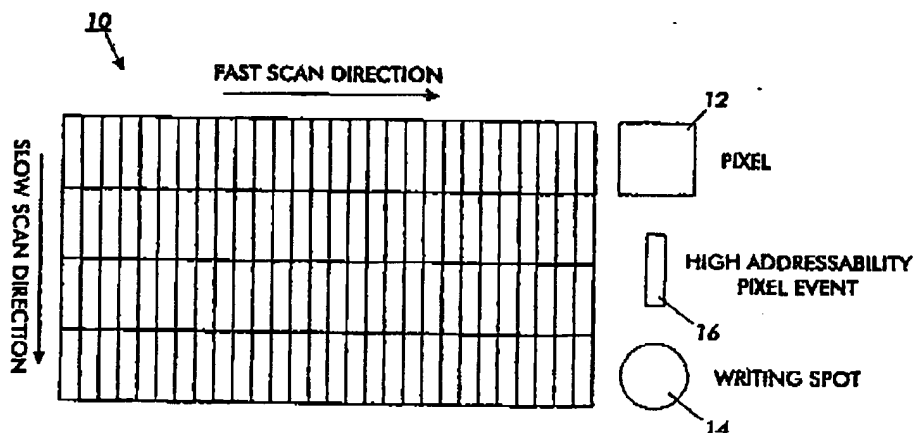 10
FAST SCAN DIRECTION
SLOW SCAN DIRECTION
12
PIXEL
HIGH ADDRESSABILITY
PIXEL EVENT
16
WRITING SPOT
14